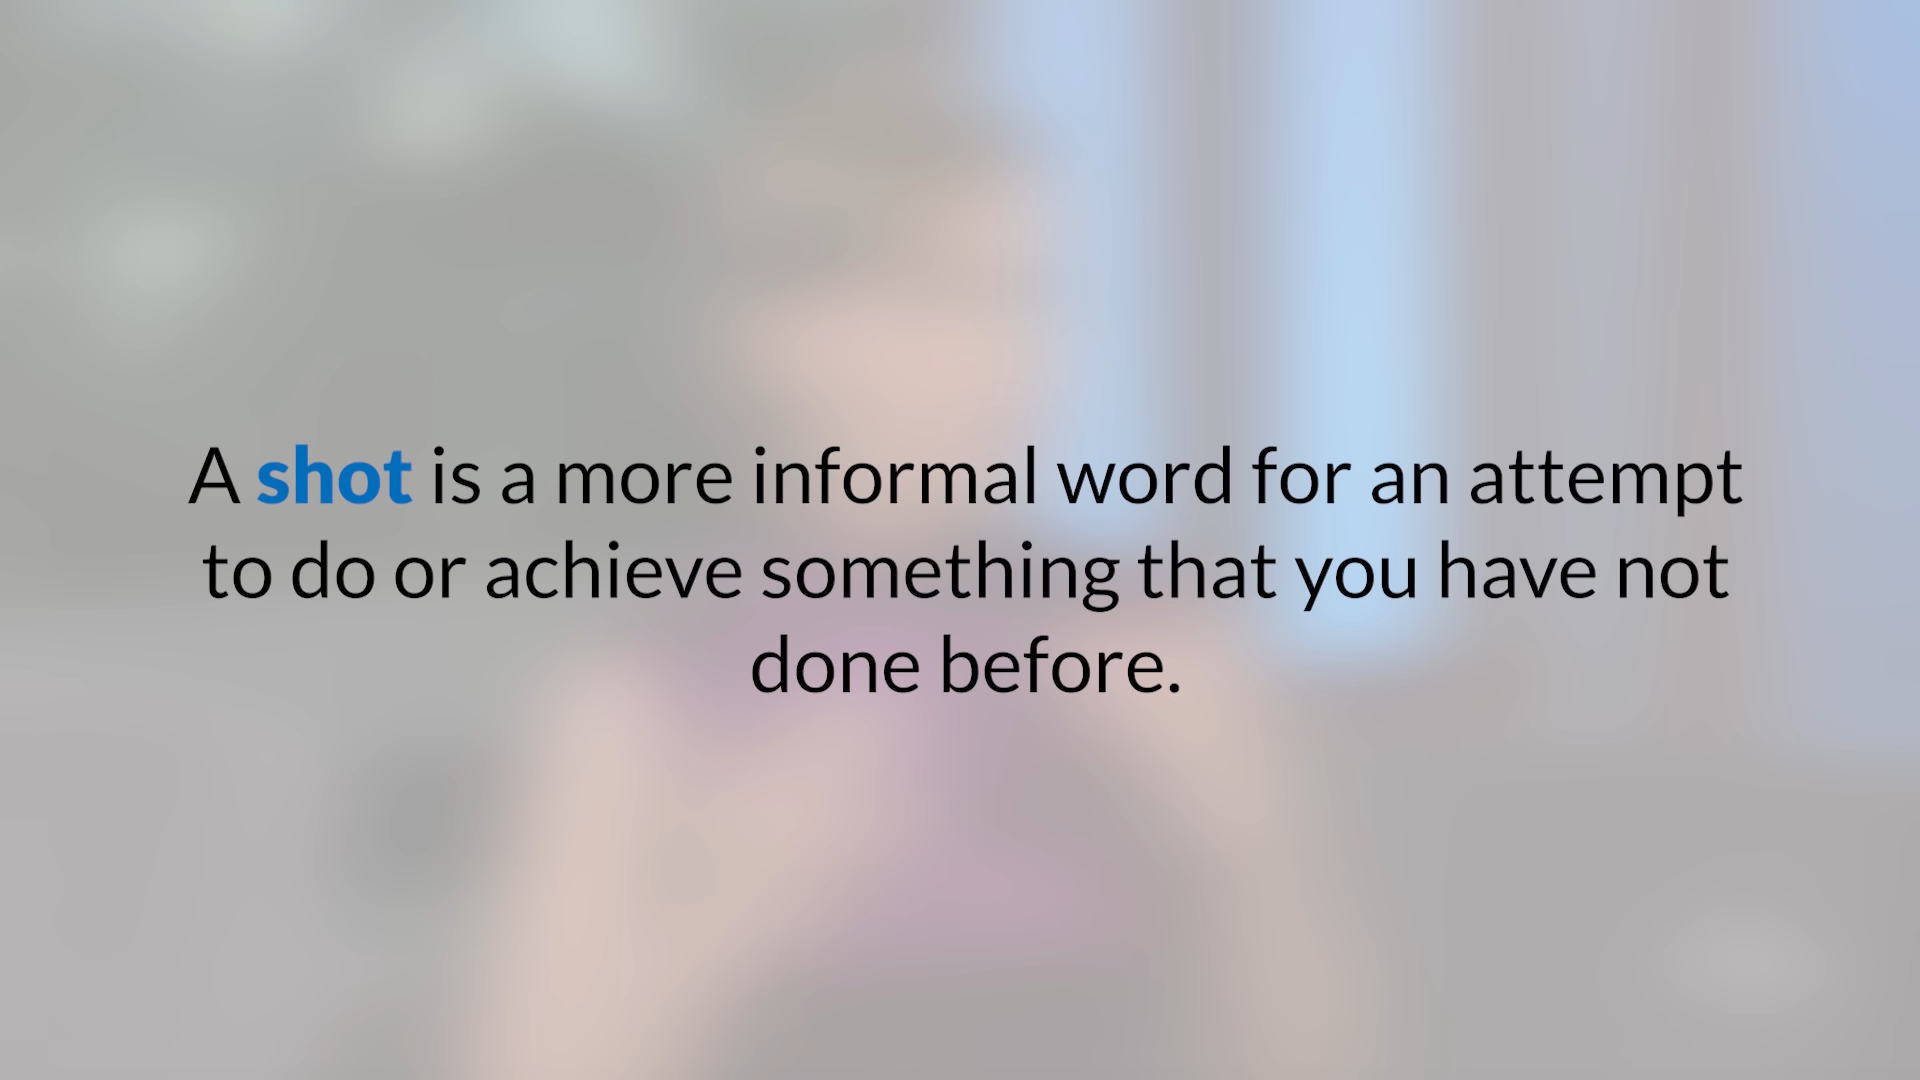 A shot is a more informal word for an attempt
to do or achieve something that you have not
done before.